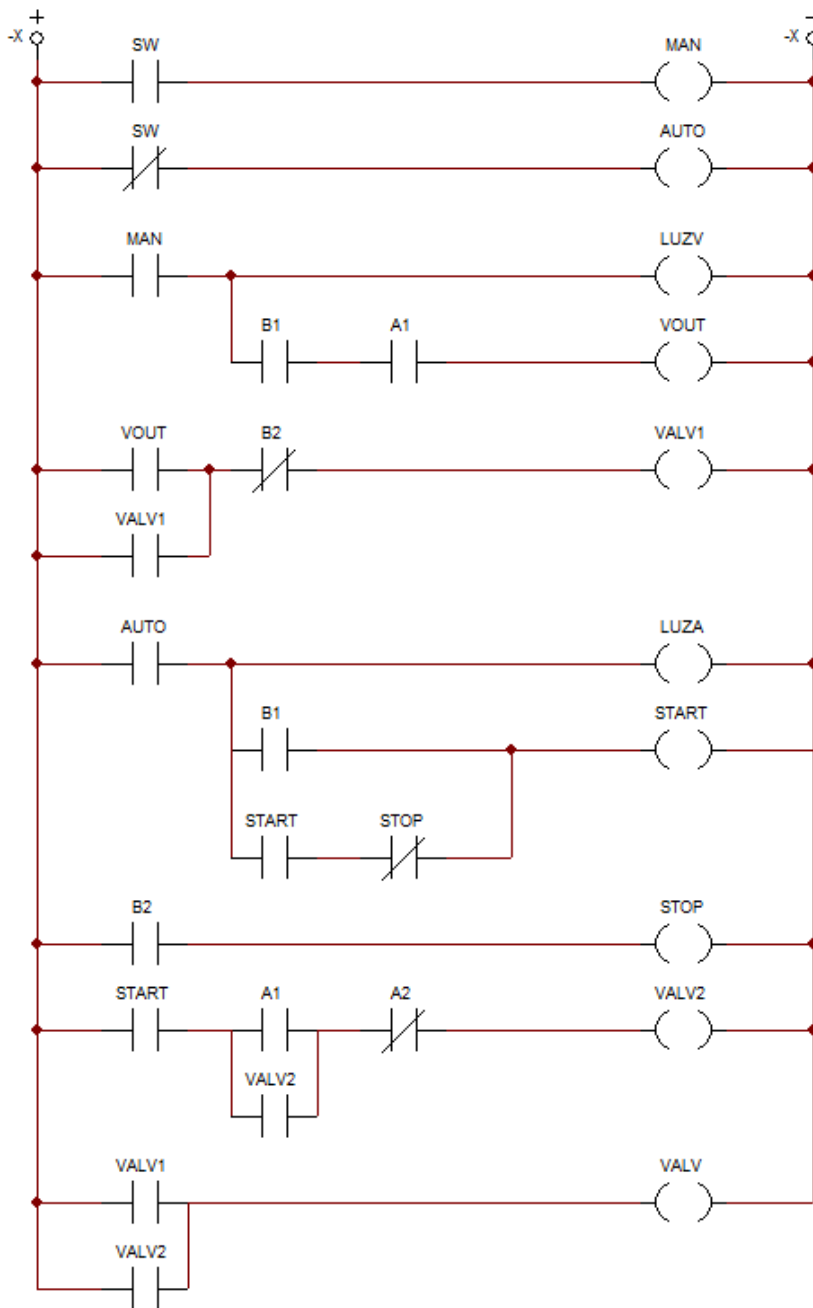 + -
-X -X
SW MAN
SW AUTO
MAN LUZV
B1 A1 VOUT
VOUT B2 VALV1
VALV1
AUTO LUZA
B1 START
START STOP
B2 STOP
START A1 A2 VALV2
VALV2
VALV1 VALV
VALV2